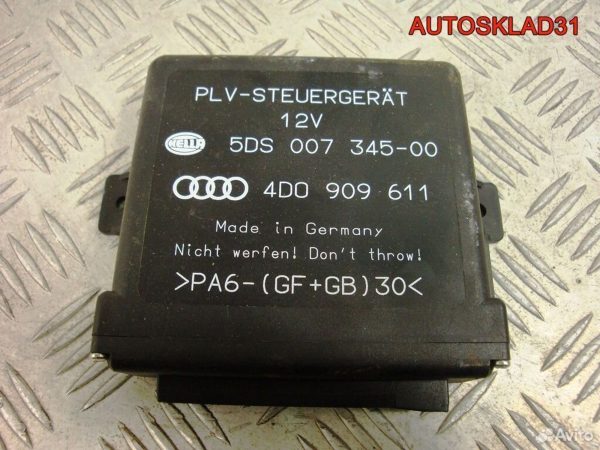 AUTOSKLAD31
PLV-STEUERGERÄT
12V
HELLA 5DS 007 345-00
4D0 909 611
Made in Germany
Nicht werfen! Don't throw!
>PA6-(GF+GB)30<
Avito